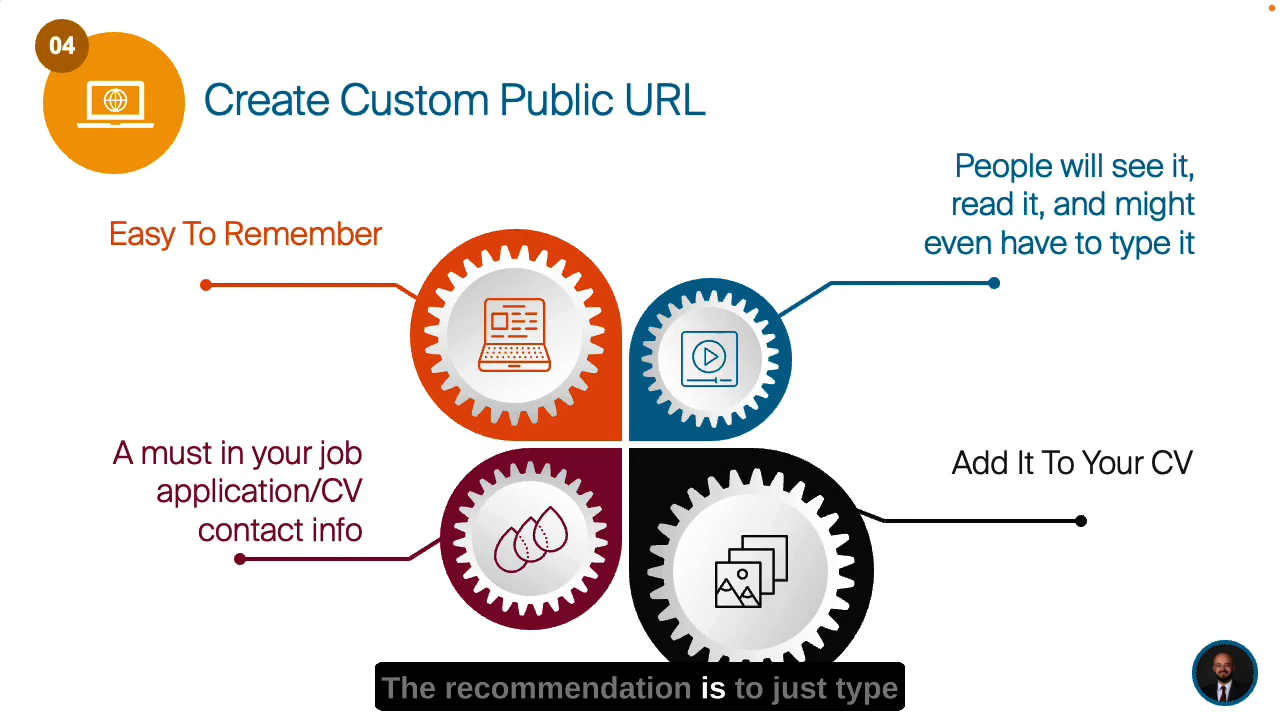 04
Create Custom Public URL
People will see it,
read it, and might
even have to type it
Easy To Remember
A must in your job
application/CV
contact info
Add It To Your CV
The recommendation is to just type